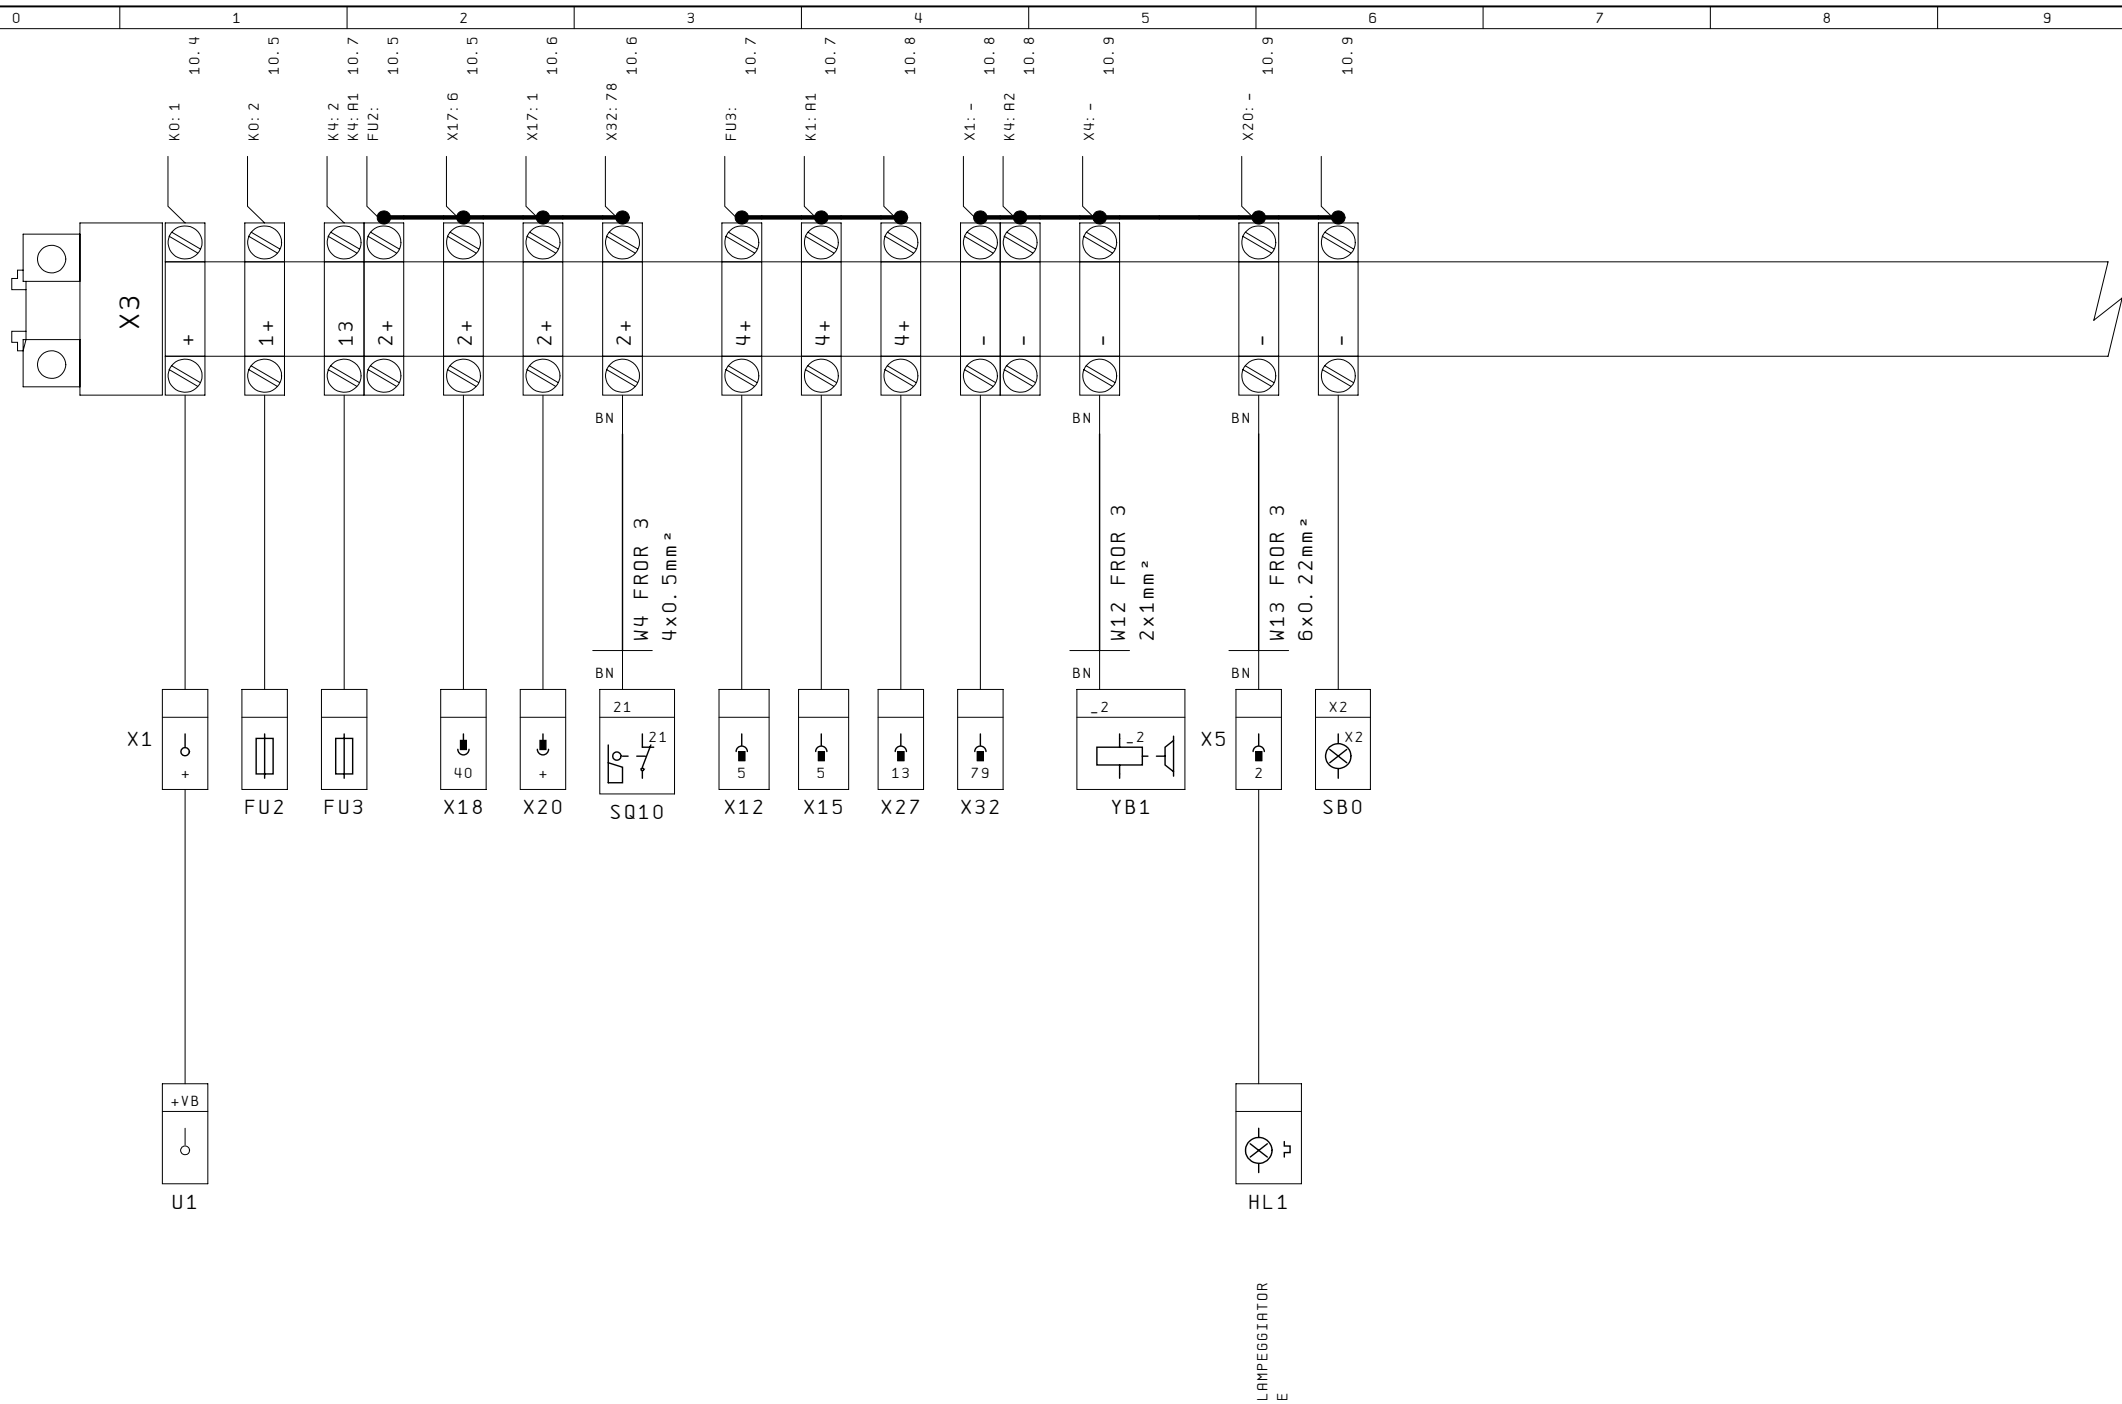 0 1 2 3 4 5 6 7 8 9
10.4 10.5 10.7 10.5 10.5 10.6 10.6 10.7 10.7 10.8 10.8 10.8 10.9 10.9 10.9
K0:1 K0:2 K4:2 K4:A1 FU2: X17:6 X17:1 X32:78 FU3: K1:A1 X1:- K4:A2 X4:- X20:-
X3
+ 1+ 13 2+ 2+ 2+ 2+ 4+ 4+ 4+ - - - - -
BN BN BN
W4 FROR 3
4x0.5mm²
W12 FROR 3
2x1mm²
W13 FROR 3
6x0.22mm²
BN BN BN
21 _2 X2
X1 21 _2 X5 X2
+ 40 + 5 5 13 79 2
FU2 FU3 X18 X20 SQ10 X12 X15 X27 X32 YB1 SB0
+VB
U1 HL1
LAMPEGGIATOR
E